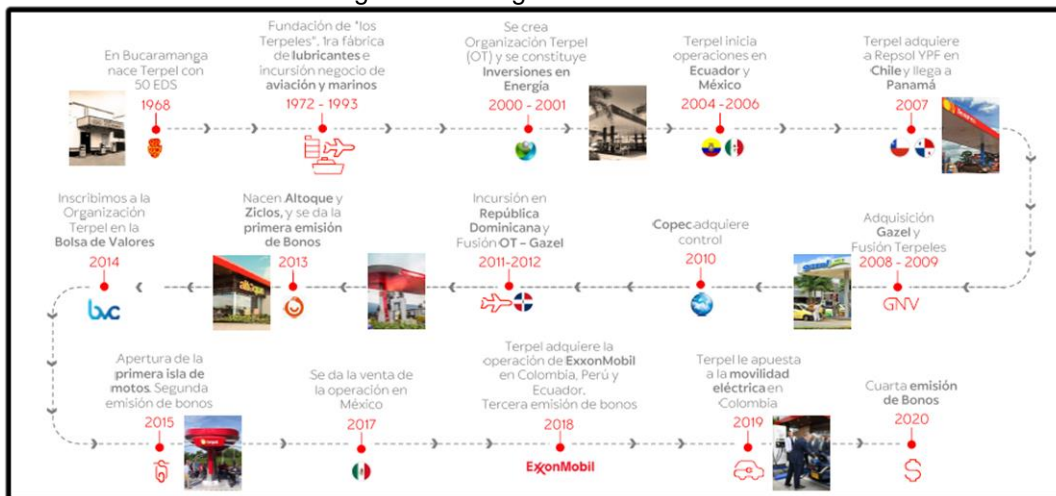 En Bucaramanga
nace Terpel con
50 EDS
1968
Fundación de "los
Terpeles". 1ra fábrica
de lubricantes e
incursión negocio de
aviación y marinos
1972 - 1993
Se crea
Organización Terpel
(OT) y se constituye
Inversiones en
Energía
2000 - 2001
Terpel inicia
operaciones en
Ecuador y
México
2004 - 2006
Terpel adquiere
a Repsol YPF en
Chile y llega a
Panamá
2007
Inscribimos a la
Organización
Terpel en la
Bolsa de Valores
2014
bvc
Nacen Altoque y
Ziclos, y se da la
primera emisión
de Bonos
2013
altoque
Incursión en
República
Dominicana y
Fusión OT - Gazel
2011-2012
Copec adquiere
control
2010
Adquisición
Gazel y
Fusión Terpeles
2008 - 2009
gazel
GNV
Apertura de la
primera isla de
motos. Segunda
emisión de bonos
2015
Se da la venta de
la operación en
México
2017
Terpel adquiere la
operación de ExxonMobil
en Colombia, Perú y
Ecuador.
Tercera emisión de bonos
2018
ExxonMobil
Terpel le apuesta
a la movilidad
eléctrica en
Colombia
2019
Cuarta emisión
de Bonos
2020